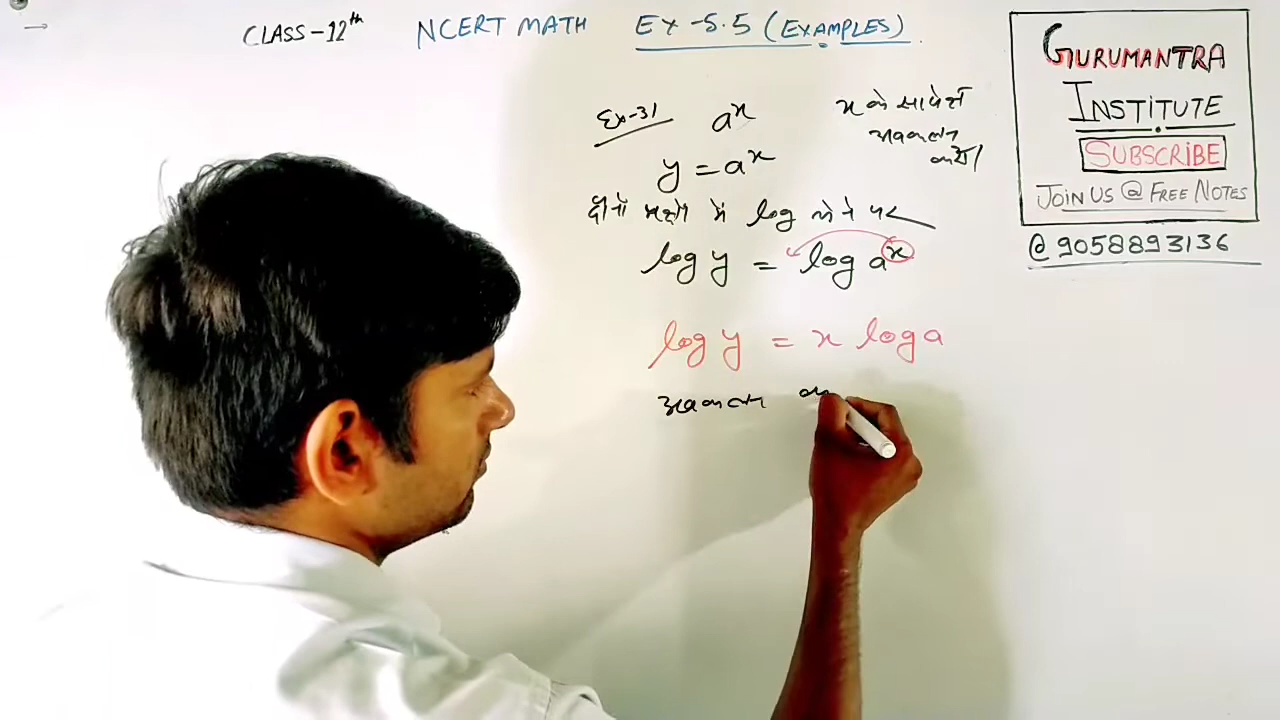 CLASS-12th NCERT MATH Ex-5.5 (EXAMPLES)
Ex-31 a^x x के सापेक्ष
अवकलन
करो।
y = a^x
दोनों पक्षों में log लेने पर
log y = log a^x
log y = x log a
अवकलन
GURUMANTRA
INSTITUTE
SUBSCRIBE
JOIN US @ FREE NOTES
@9058893136